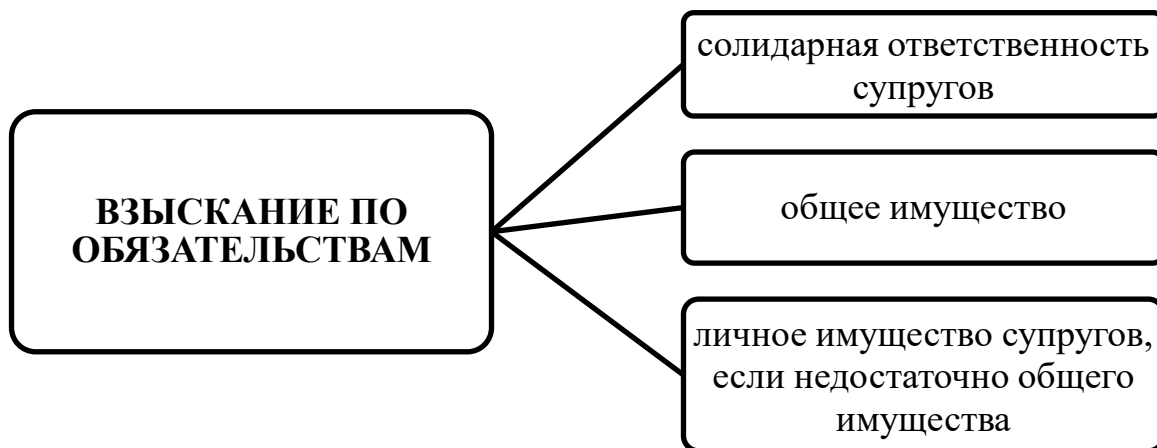 солидарная ответственность
супругов
ВЗЫСКАНИЕ ПО
ОБЯЗАТЕЛЬСТВАМ
общее имущество
личное имущество супругов,
если недостаточно общего
имущества